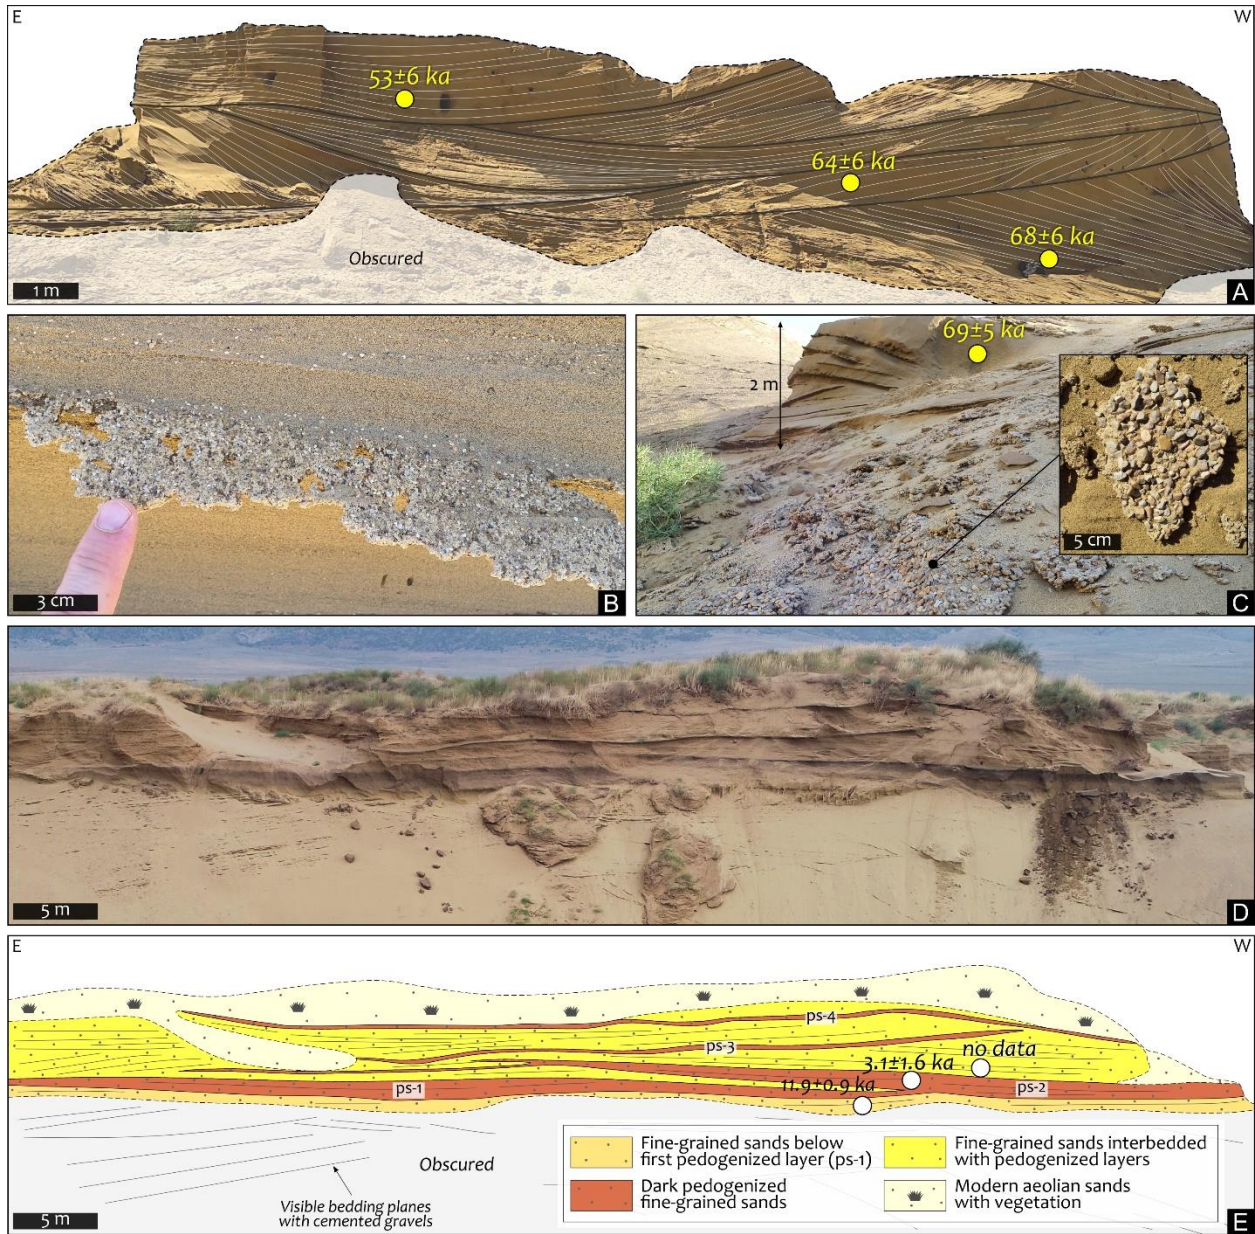 E
W
53±6 ka
64±6 ka
68±6 ka
Obscured
1 m
A
69±5 ka
2 m
5 cm
3 cm
B
C
5 m
D
E
W
ps-4
ps-3
no data
3.1±1.6 ka
11.9±0.9 ka
ps-1
ps-2
Obscured
Visible bedding planes
with cemented gravels
Fine-grained sands below
first pedogenized layer (ps-1)
Dark pedogenized
fine-grained sands
Fine-grained sands interbedded
with pedogenized layers
Modern aeolian sands
with vegetation
5 m
E